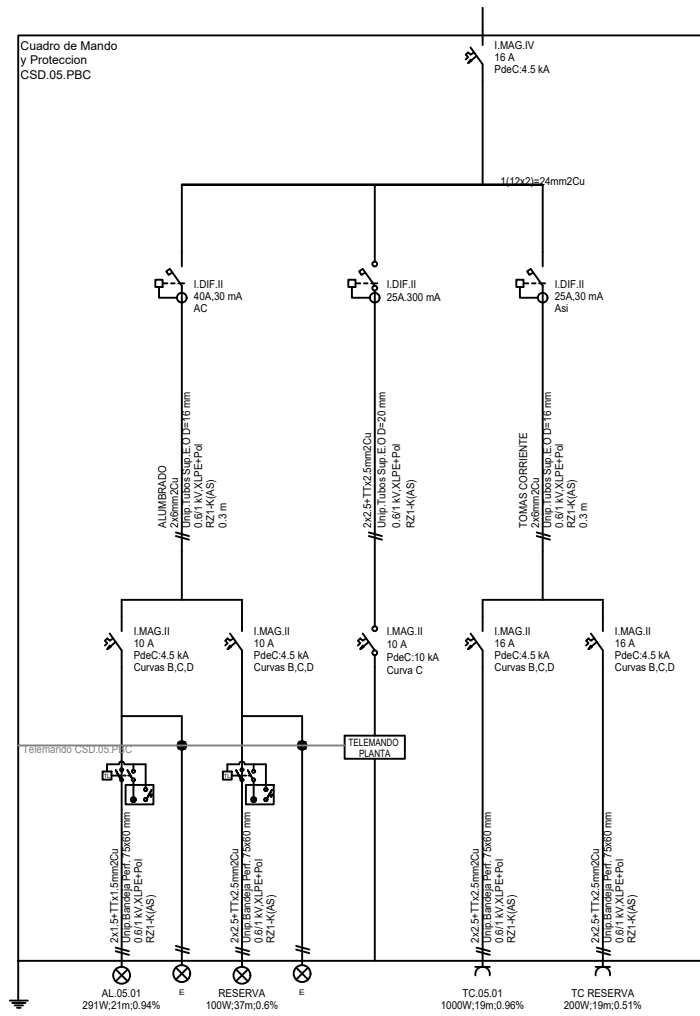 Cuadro de Mando
y Proteccion
CSD.05.PBC
I.MAG.IV
16 A
PdeC:4.5 kA
1(12x2)=24mm2Cu
I.DIF.II
40A,30 mA
AC
I.DIF.II
25A.300 mA
I.DIF.II
25A,30 mA
Asi
ALUMBRADO
2x6mm2Cu
Unip.Tubos Sup.E.O D=16 mm
0.6/1 kV,XLPE+Pol
RZ1-K(AS)
0.3 m
2x2.5+TTx2.5mm2Cu
Unip.Tubos Sup.E.O D=20 mm
0.6/1 kV,XLPE+Pol
RZ1-K(AS)
TOMAS CORRIENTE
2x6mm2Cu
Unip.Tubos Sup.E.O D=16 mm
0.6/1 kV,XLPE+Pol
RZ1-K(AS)
0.3 m
I.MAG.II
10 A
PdeC:4.5 kA
Curvas B,C,D
I.MAG.II
10 A
PdeC:4.5 kA
Curvas B,C,D
I.MAG.II
10 A
PdeC:10 kA
Curva C
I.MAG.II
16 A
PdeC:4.5 kA
Curvas B,C,D
I.MAG.II
16 A
PdeC:4.5 kA
Curvas B,C,D
Telemando CSD.05.PBC
TELEMANDO
PLANTA
TL
TL
2x1.5+TTx1.5mm2Cu
Unip.Bandeja Perf. 75x60 mm
0.6/1 kV,XLPE+Pol
RZ1-K(AS)
2x2.5+TTx2.5mm2Cu
Unip.Bandeja Perf. 75x60 mm
0.6/1 kV,XLPE+Pol
RZ1-K(AS)
2x2.5+TTx2.5mm2Cu
Unip.Bandeja Perf. 75x60 mm
0.6/1 kV,XLPE+Pol
RZ1-K(AS)
2x2.5+TTx2.5mm2Cu
Unip.Bandeja Perf. 75x60 mm
0.6/1 kV,XLPE+Pol
RZ1-K(AS)
AL.05.01
291W;21m;0.94%
E
RESERVA
100W;37m;0.6%
E
TC.05.01
1000W;19m;0.96%
TC RESERVA
200W;19m;0.51%